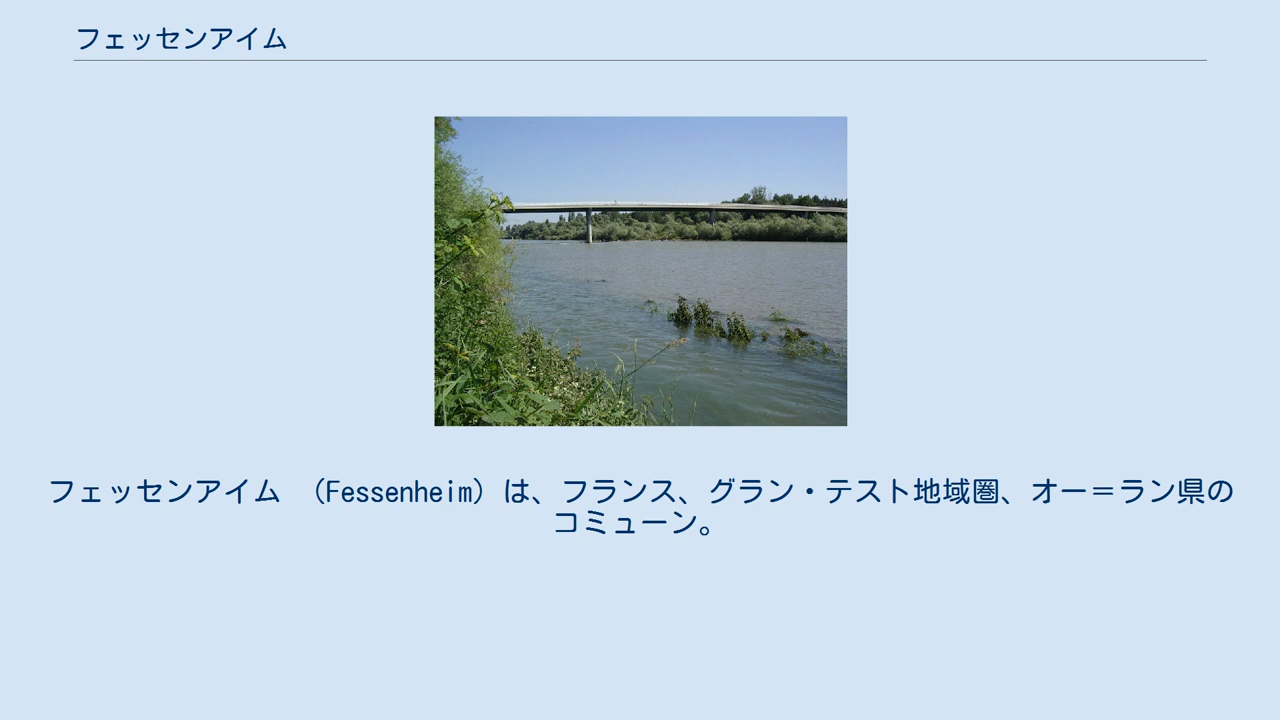 フェッセンアイム
フェッセンアイム （Fessenheim）は、フランス、グラン・テスト地域圏、オー＝ラン県の
コミューン。